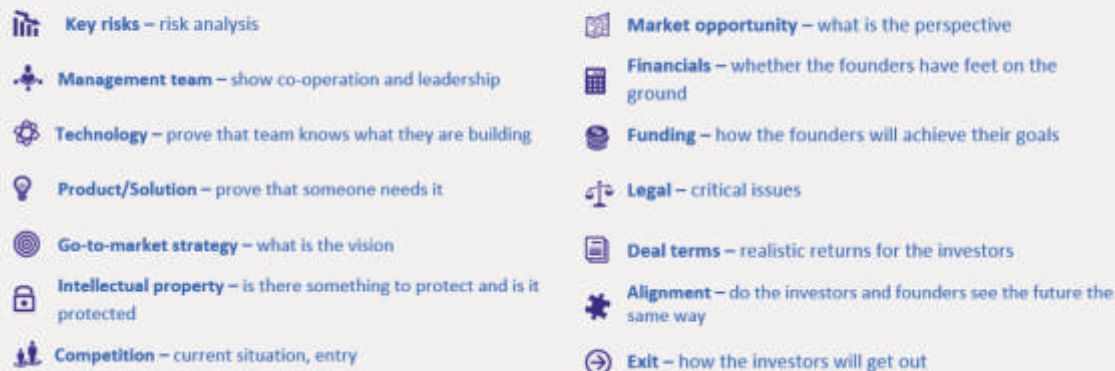 Key risks – risk analysis
Management team – show co-operation and leadership
Technology – prove that team knows what they are building
Product/Solution – prove that someone needs it
Go-to-market strategy – what is the vision
Intellectual property – is there something to protect and is it
protected
Competition – current situation, entry
Market opportunity – what is the perspective
Financials – whether the founders have feet on the
ground
Funding – how the founders will achieve their goals
Legal – critical issues
Deal terms – realistic returns for the investors
Alignment – do the investors and founders see the future the
same way
Exit – how the investors will get out